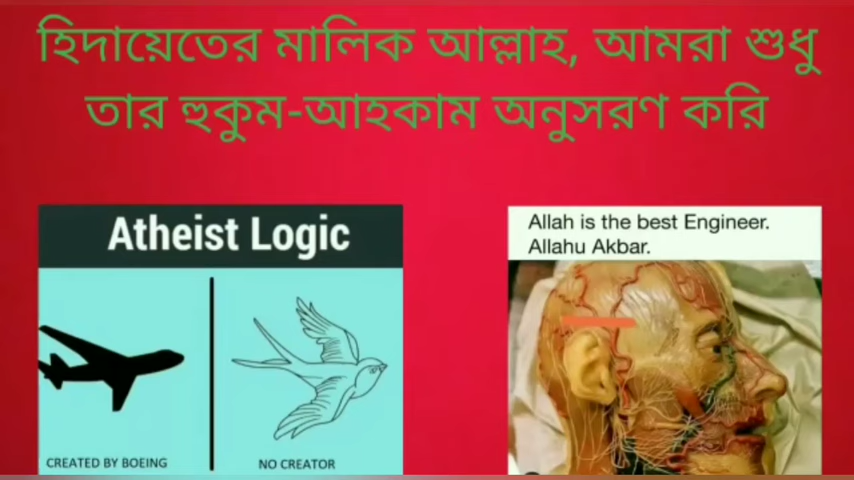 হিদায়েতের মালিক আল্লাহ, আমরা শুধু
তার হুকুম-আহকাম অনুসরণ করি
Atheist Logic
CREATED BY BOEING
NO CREATOR
Allah is the best Engineer.
Allahu Akbar.